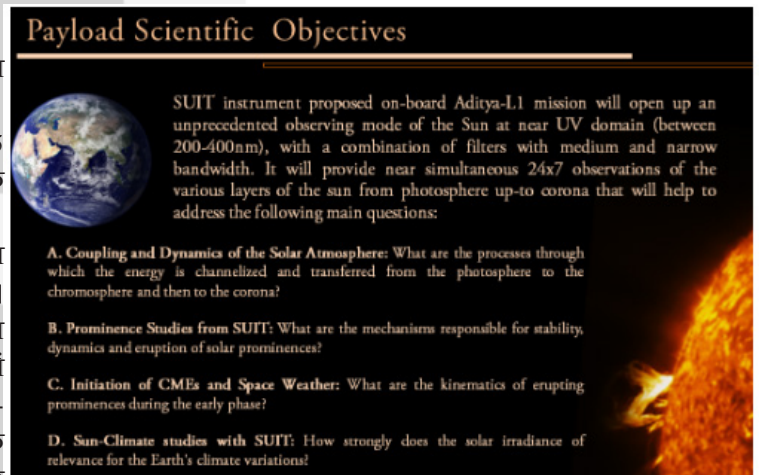 Payload Scientific Objectives
SUIT instrument proposed on-board Aditya-L1 mission will open up an
unprecedented observing mode of the Sun at near UV domain (between
200-400nm), with a combination of filters with medium and narrow
bandwidth. It will provide near simultaneous 24x7 observations of the
various layers of the sun from photosphere up-to corona that will help to
address the following main questions:
A. Coupling and Dynamics of the Solar Atmosphere: What are the processes through
which the energy is channelized and transferred from the photosphere to the
chromosphere and then to the corona?
B. Prominence Studies from SUIT: What are the mechanisms responsible for stability,
dynamics and eruption of solar prominences?
C. Initiation of CMEs and Space Weather: What are the kinematics of erupting
prominences during the early phase?
D. Sun-Climate studies with SUIT: How strongly does the solar irradiance of
relevance for the Earth's climate variations?